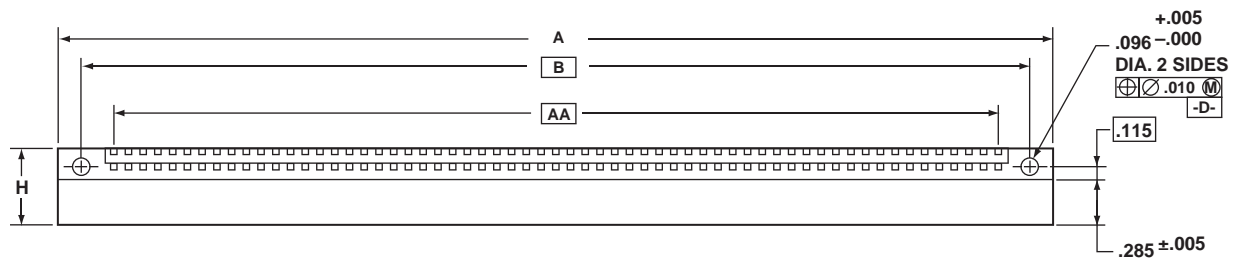 A
B
AA
H
+.005
.096 –.000
DIA. 2 SIDES
⌖ ⌀ .010 Ⓜ
-D-
.115
.285 ±.005